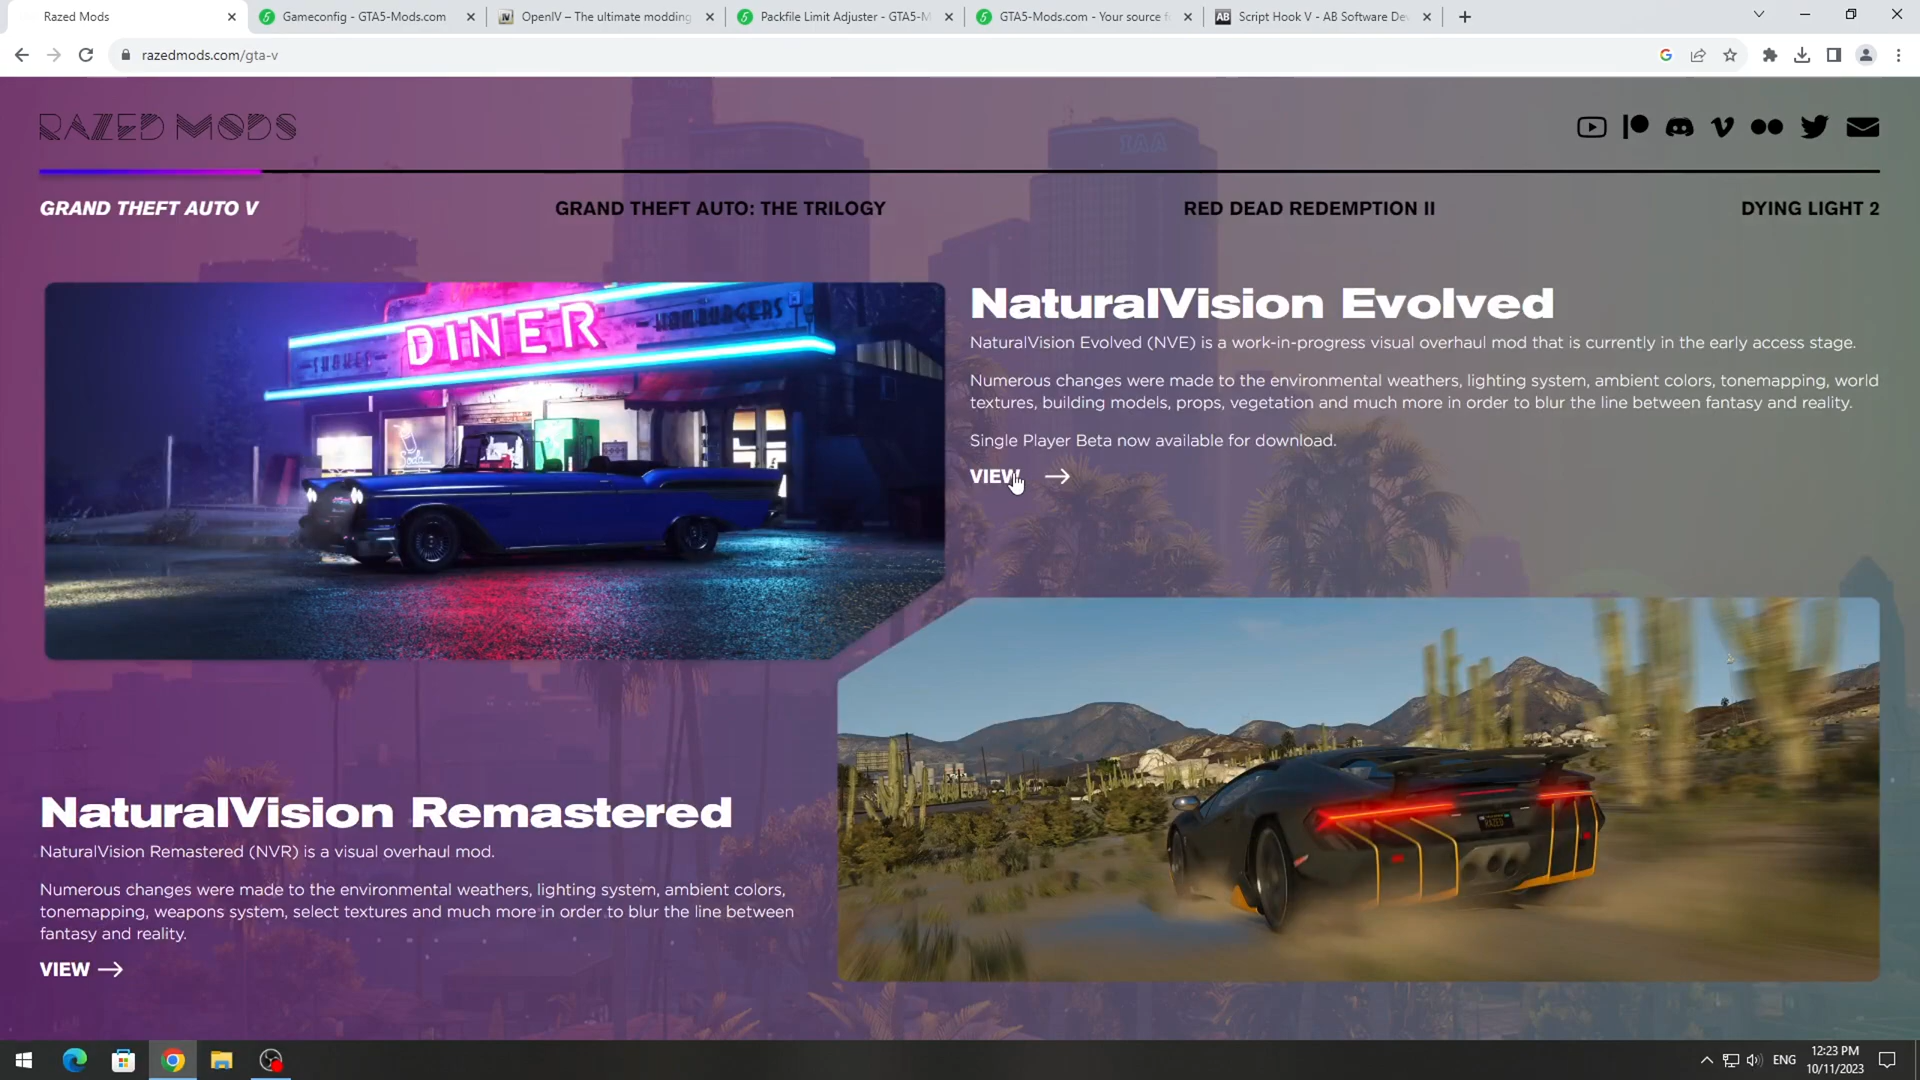 Razed Mods
Gameconfig - GTA5-Mods.com
OpenIV – The ultimate modding
Packfile Limit Adjuster - GTA5-M
GTA5-Mods.com - Your source f
AB Script Hook V - AB Software De
razedmods.com/gta-v
RAZED MODS
GRAND THEFT AUTO V
GRAND THEFT AUTO: THE TRILOGY
RED DEAD REDEMPTION II
DYING LIGHT 2
IAA
DINER
SHAKES
HAMBURGERS
Soda
NaturalVision Evolved
NaturalVision Evolved (NVE) is a work-in-progress visual overhaul mod that is currently in the early access stage.
Numerous changes were made to the environmental weathers, lighting system, ambient colors, tonemapping, world
textures, building models, props, vegetation and much more in order to blur the line between fantasy and reality.
Single Player Beta now available for download.
VIEW
NaturalVision Remastered
NaturalVision Remastered (NVR) is a visual overhaul mod.
Numerous changes were made to the environmental weathers, lighting system, ambient colors,
tonemapping, weapons system, select textures and much more in order to blur the line between
fantasy and reality.
VIEW
ENG
12:23 PM
10/11/2023